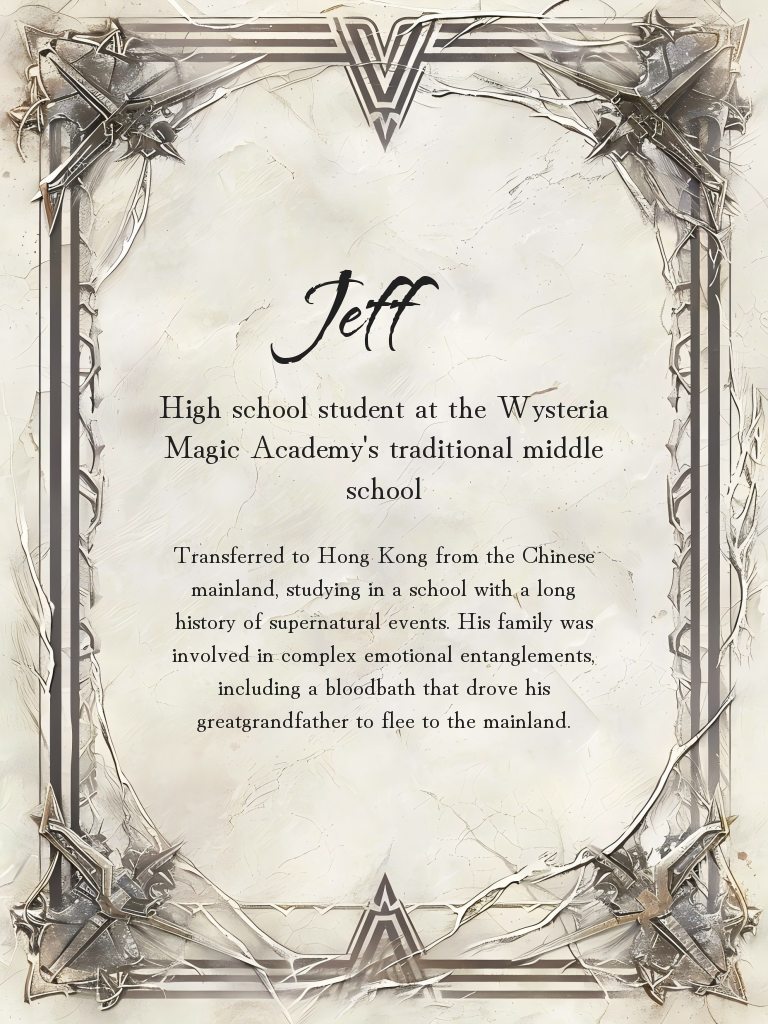 Jeff
High school student at the Wysteria
Magic Academy's traditional middle
school
Transferred to Hong Kong from the Chinese
mainland, studying in a school with a long
history of supernatural events. His family was
involved in complex emotional entanglements,
including a bloodbath that drove his
greatgrandfather to flee to the mainland.